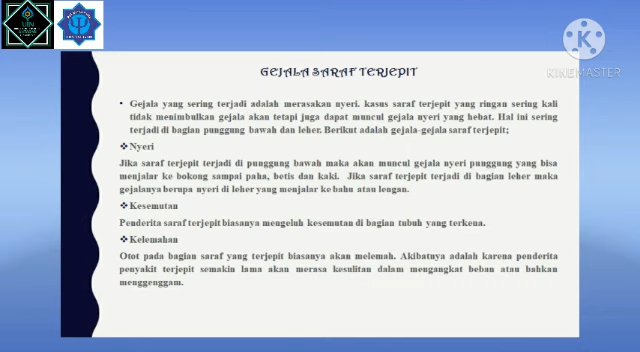 UIN
KINEMASTER
GEJALA SARAF TERJEPIT
• Gejala yang sering terjadi adalah merasakan nyeri. kasus saraf terjepit yang ringan sering kali
tidak menimbulkan gejala akan tetapi juga dapat muncul gejala nyeri yang hebat. Hal ini sering
terjadi di bagian punggung bawah dan leher. Berikut adalah gejala-gejala saraf terjepit;
❖ Nyeri
Jika saraf terjepit terjadi di punggung bawah maka akan muncul gejala nyeri punggung yang bisa
menjalar ke bokong sampai paha, betis dan kaki. Jika saraf terjepit terjadi di bagian leher maka
gejalanya berupa nyeri di leher yang menjalar ke bahu atau lengan.
❖ Kesemutan
Penderita saraf terjepit biasanya mengeluh kesemutan di bagian tubuh yang terkena.
❖ Kelemahan
Otot pada bagian saraf yang terjepit biasanya akan melemah. Akibatnya adalah karena penderita
penyakit terjepit semakin lama akan merasa kesulitan dalam mengangkat beban atau bahkan
menggenggam.